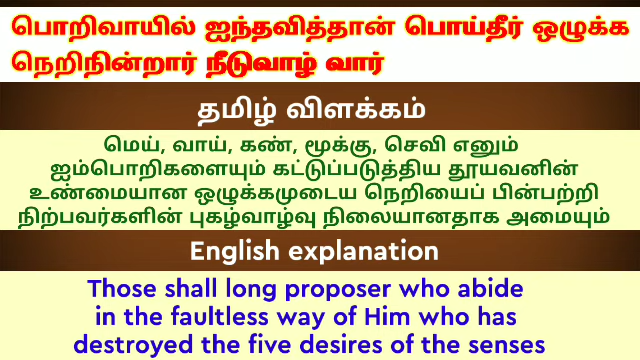 பொறிவாயில் ஐந்தவித்தான் பொய்தீர் ஒழுக்க
நெறிநின்றார் நீடுவாழ் வார்
தமிழ் விளக்கம்
மெய், வாய், கண், மூக்கு, செவி எனும்
ஐம்பொறிகளையும் கட்டுப்படுத்திய தூயவனின்
உண்மையான ஒழுக்கமுடைய நெறியைப் பின்பற்றி
நிற்பவர்களின் புகழ்வாழ்வு நிலையானதாக அமையும்
English explanation
Those shall long proposer who abide
in the faultless way of Him who has
destroyed the five desires of the senses